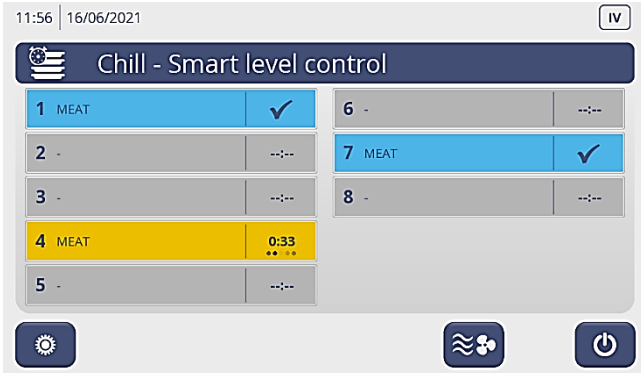 11:56 16/06/2021 IV
Chill - Smart level control
1 MEAT
2 - --:--
3 - --:--
4 MEAT 0:33
5 - --:--
6 - --:--
7 MEAT
8 - --:--